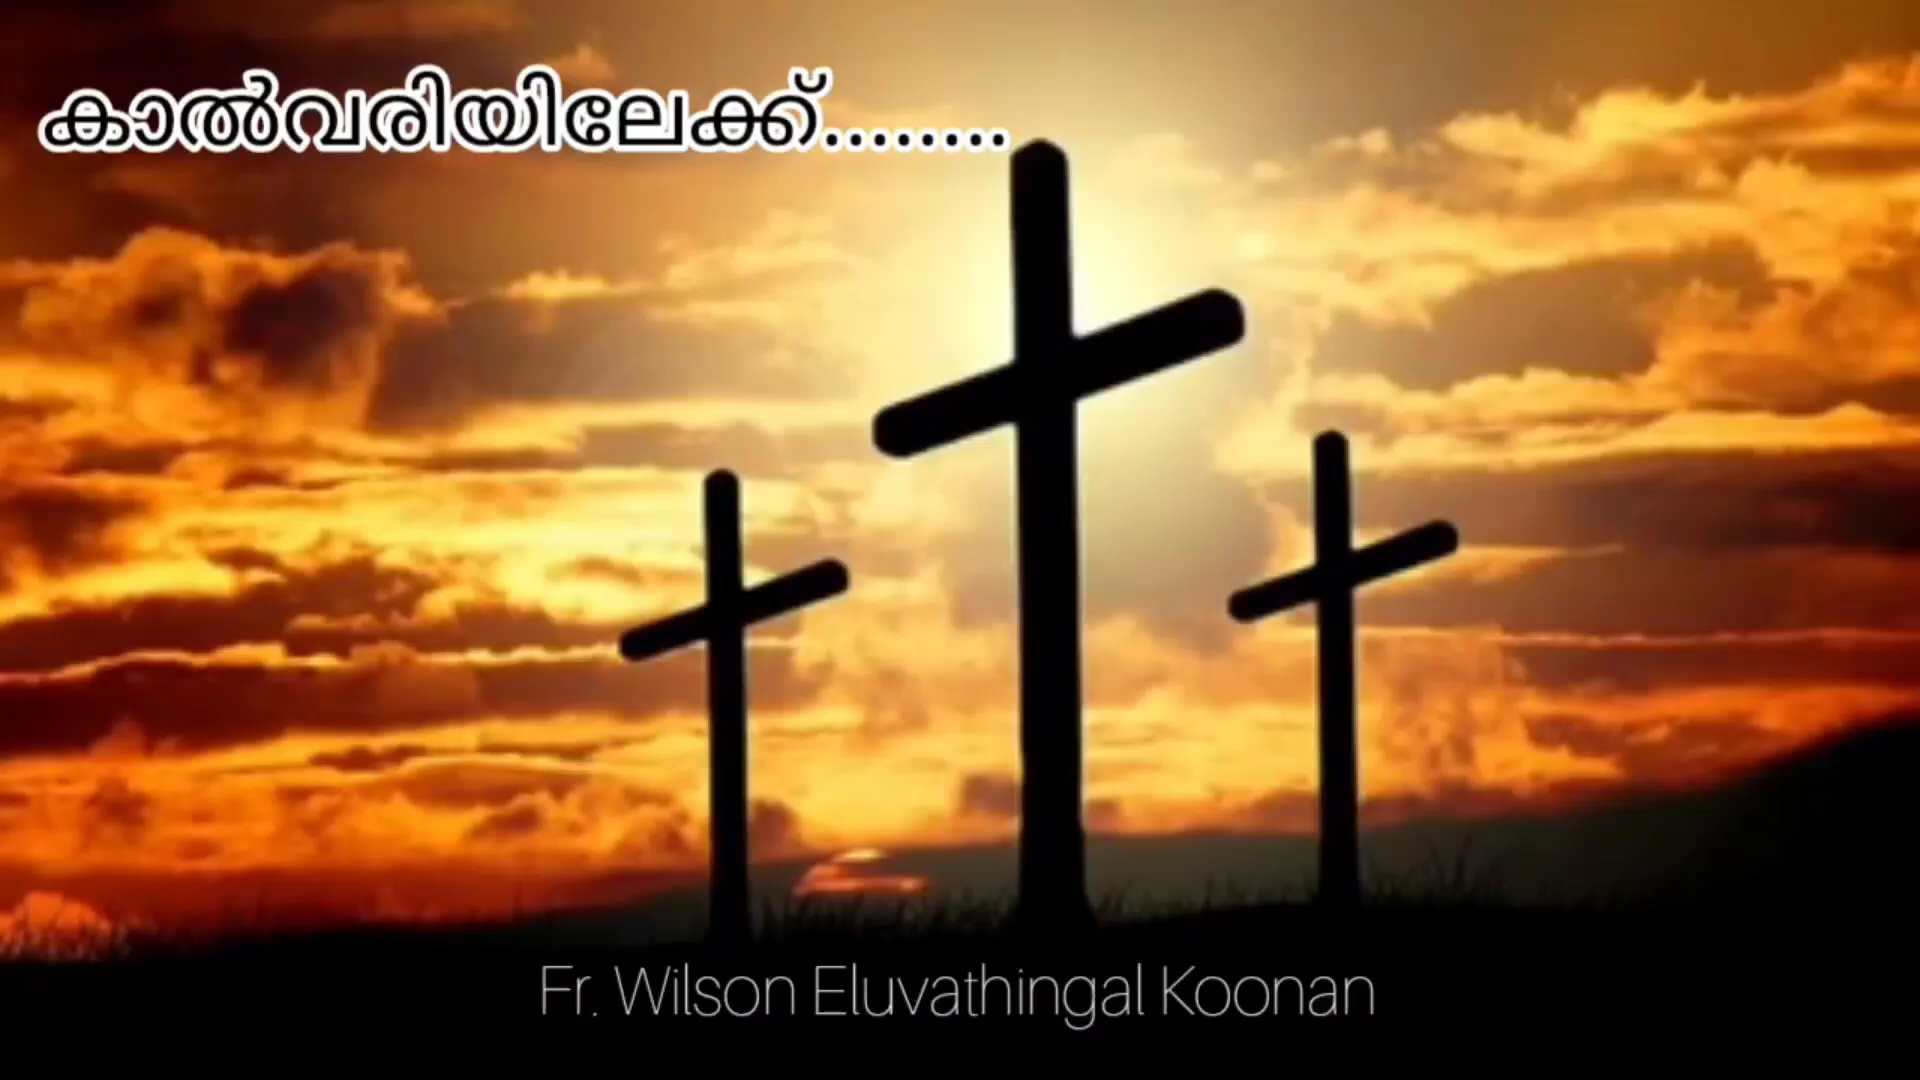 കാൽവരിയിലേക്ക്........
Fr. Wilson Eluvathingal Koonan